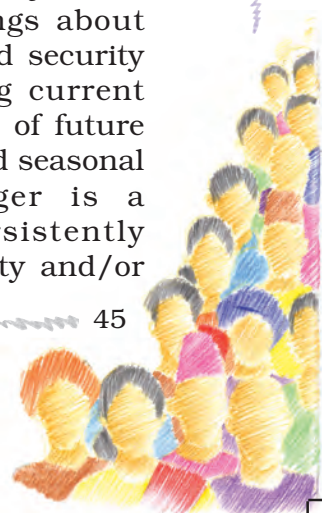 ngs about
d security
g current
of future
d seasonal
ger is a
sistently
ty and/or
45